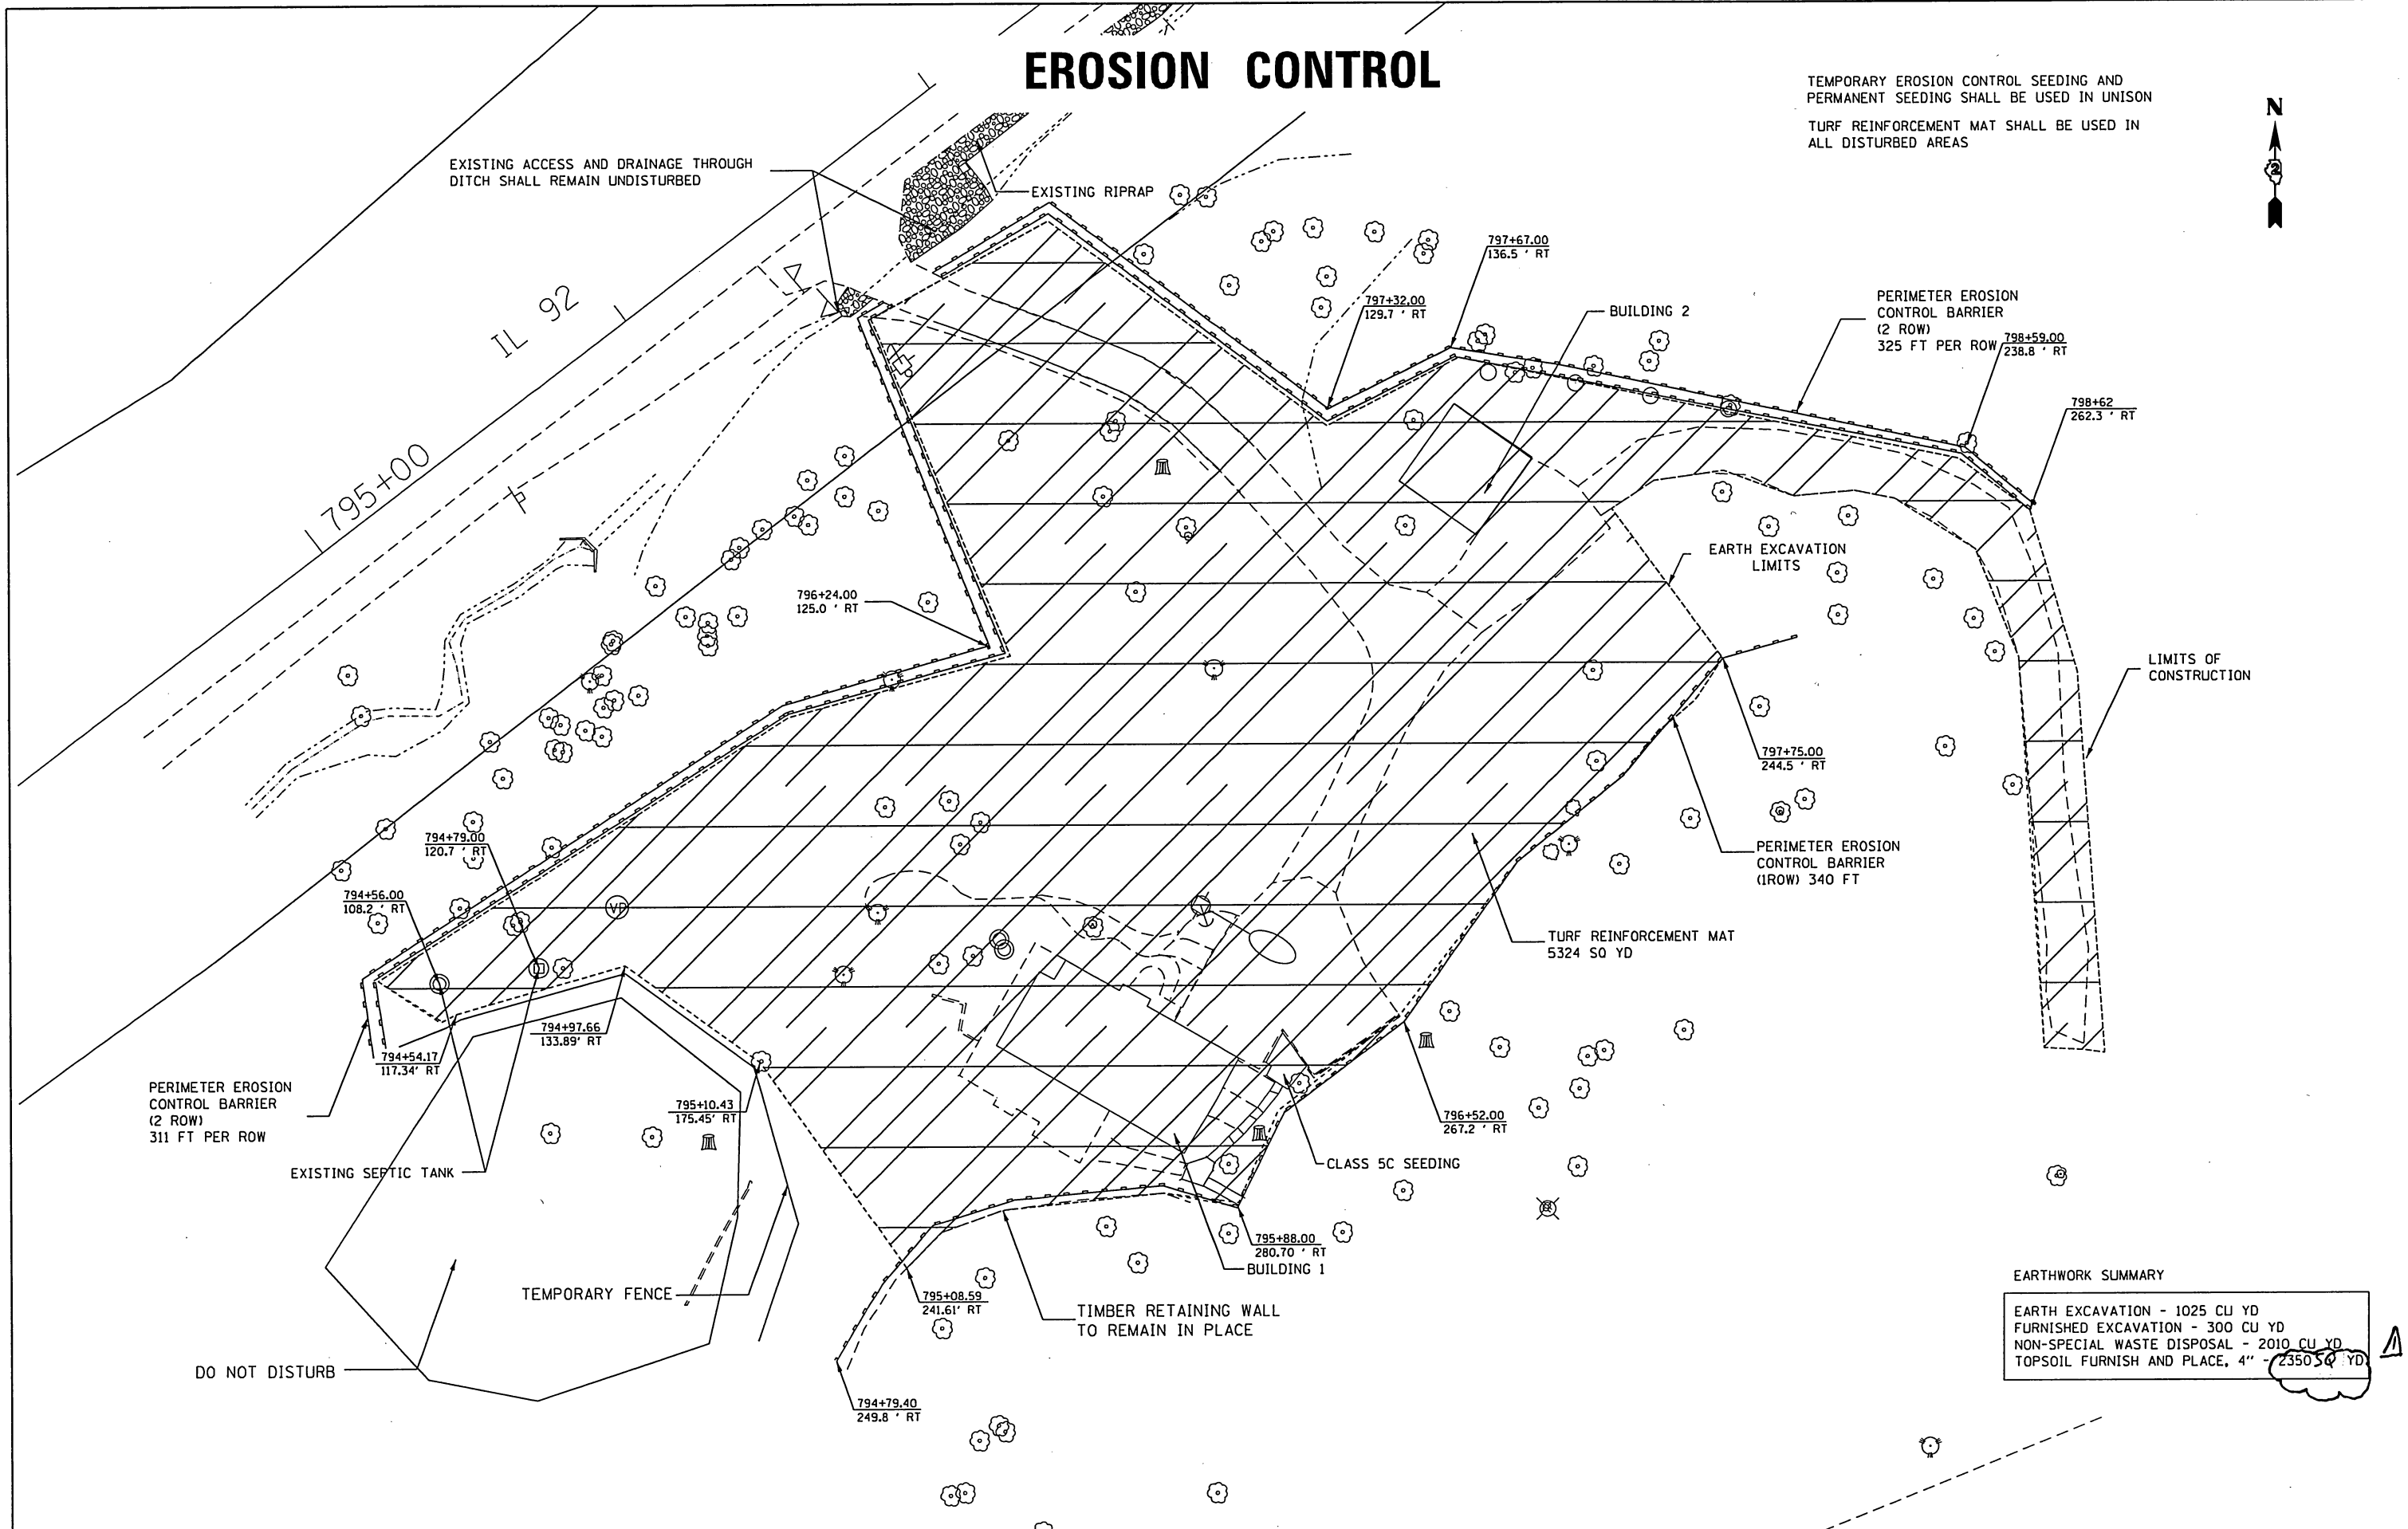 EROSION CONTROL
TEMPORARY EROSION CONTROL SEEDING AND
PERMANENT SEEDING SHALL BE USED IN UNISON
TURF REINFORCEMENT MAT SHALL BE USED IN
ALL DISTURBED AREAS
N
2
EXISTING ACCESS AND DRAINAGE THROUGH
DITCH SHALL REMAIN UNDISTURBED
EXISTING RIPRAP
797+67.00
136.5 ' RT
797+32.00
129.7 ' RT
BUILDING 2
PERIMETER EROSION
CONTROL BARRIER
(2 ROW)
325 FT PER ROW
798+59.00
238.8 ' RT
798+62
262.3 ' RT
IL 92
795+00
EARTH EXCAVATION
LIMITS
796+24.00
125.0 ' RT
LIMITS OF
CONSTRUCTION
797+75.00
244.5 ' RT
794+79.00
120.7 ' RT
PERIMETER EROSION
CONTROL BARRIER
(1ROW) 340 FT
794+56.00
108.2 ' RT
VP
TURF REINFORCEMENT MAT
5324 SQ YD
794+97.66
133.89' RT
794+54.17
117.34' RT
PERIMETER EROSION
CONTROL BARRIER
(2 ROW)
311 FT PER ROW
795+10.43
175.45' RT
796+52.00
267.2 ' RT
EXISTING SEPTIC TANK
CLASS 5C SEEDING
795+88.00
280.70 ' RT
BUILDING 1
TEMPORARY FENCE
795+08.59
241.61' RT
TIMBER RETAINING WALL
TO REMAIN IN PLACE
DO NOT DISTURB
794+79.40
249.8 ' RT
EARTHWORK SUMMARY
EARTH EXCAVATION - 1025 CU YD
FURNISHED EXCAVATION - 300 CU YD
NON-SPECIAL WASTE DISPOSAL - 2010 CU YD
TOPSOIL FURNISH AND PLACE, 4" - 2350 SQ YD
1